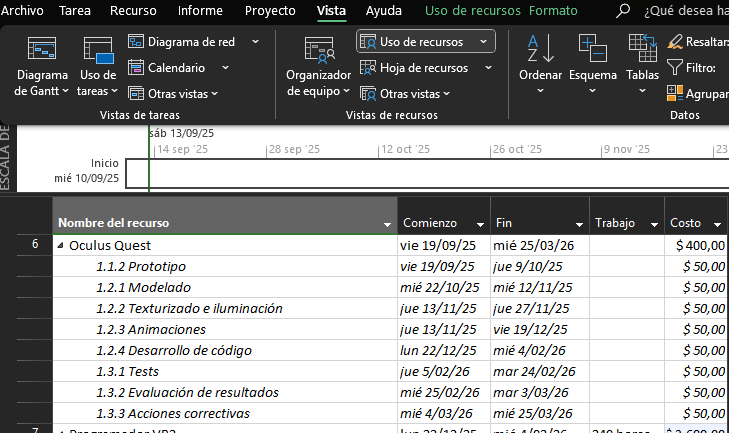 Archivo Tarea Recurso Informe Proyecto Vista Ayuda Uso de recursos Formato ¿Qué desea ha
Diagrama de Gantt Uso de tareas Diagrama de red Calendario Otras vistas
Vistas de tareas
Organizador de equipo Uso de recursos Hoja de recursos Otras vistas
Vistas de recursos
Ordenar Esquema Tablas Resaltar: Filtro: Agrupar
Datos
ESCALA DE
sáb 13/09/25
14 sep '25 28 sep '25 12 oct '25 26 oct '25 9 nov '25 23
Inicio
mié 10/09/25
Nombre del recurso Comienzo Fin Trabajo Costo
6 Oculus Quest vie 19/09/25 mié 25/03/26 $ 400,00
1.1.2 Prototipo vie 19/09/25 jue 9/10/25 $ 50,00
1.2.1 Modelado mié 22/10/25 mié 12/11/25 $ 50,00
1.2.2 Texturizado e iluminación jue 13/11/25 jue 27/11/25 $ 50,00
1.2.3 Animaciones jue 13/11/25 vie 19/12/25 $ 50,00
1.2.4 Desarrollo de código lun 22/12/25 mié 4/02/26 $ 50,00
1.3.1 Tests jue 5/02/26 mar 24/02/26 $ 50,00
1.3.2 Evaluación de resultados mié 25/02/26 mar 3/03/26 $ 50,00
1.3.3 Acciones correctivas mié 4/03/26 mié 25/03/26 $ 50,00